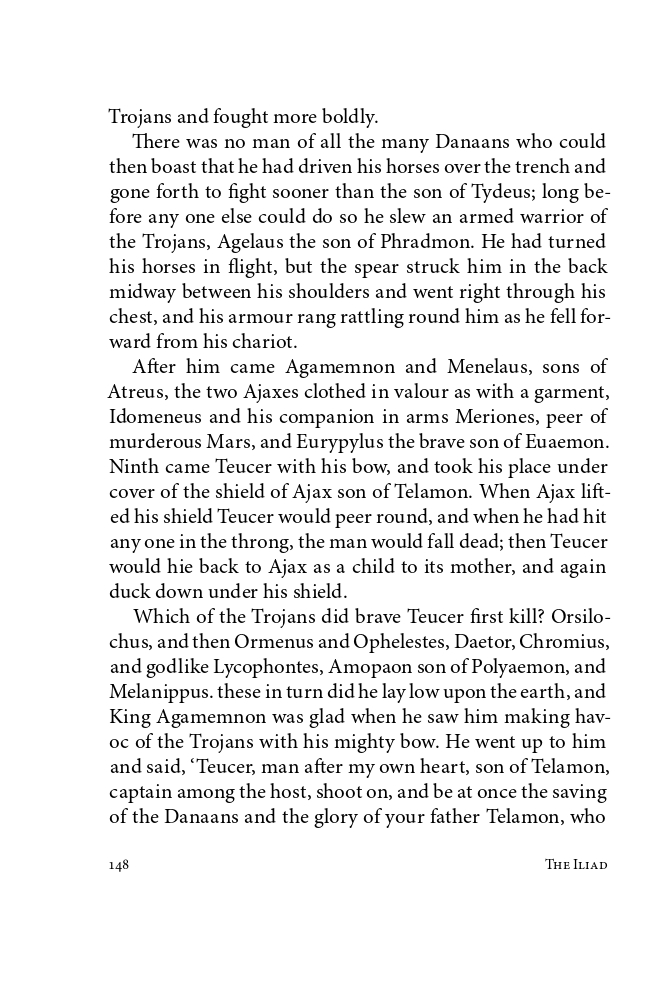 Trojans and fought more boldly.
There was no man of all the many Danaans who could
then boast that he had driven his horses over the trench and
gone forth to fight sooner than the son of Tydeus; long be-
fore any one else could do so he slew an armed warrior of
the Trojans, Agelaus the son of Phradmon. He had turned
his horses in flight, but the spear struck him in the back
midway between his shoulders and went right through his
chest, and his armour rang rattling round him as he fell for-
ward from his chariot.
After him came Agamemnon and Menelaus, sons of
Atreus, the two Ajaxes clothed in valour as with a garment,
Idomeneus and his companion in arms Meriones, peer of
murderous Mars, and Eurypylus the brave son of Euaemon.
Ninth came Teucer with his bow, and took his place under
cover of the shield of Ajax son of Telamon. When Ajax lift-
ed his shield Teucer would peer round, and when he had hit
any one in the throng, the man would fall dead; then Teucer
would hie back to Ajax as a child to its mother, and again
duck down under his shield.
Which of the Trojans did brave Teucer first kill? Orsilo-
chus, and then Ormenus and Ophelestes, Daetor, Chromius,
and godlike Lycophontes, Amopaon son of Polyaemon, and
Melanippus. these in turn did he lay low upon the earth, and
King Agamemnon was glad when he saw him making hav-
oc of the Trojans with his mighty bow. He went up to him
and said, ‘Teucer, man after my own heart, son of Telamon,
captain among the host, shoot on, and be at once the saving
of the Danaans and the glory of your father Telamon, who
148 The Iliad